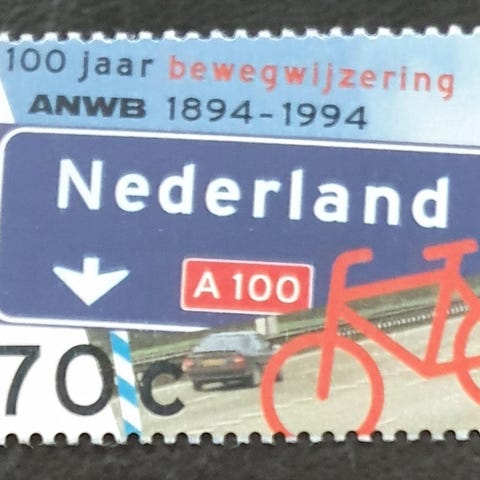 100 jaar bewegwijzering
ANWB 1894-1994
Nederland
A 100
70c